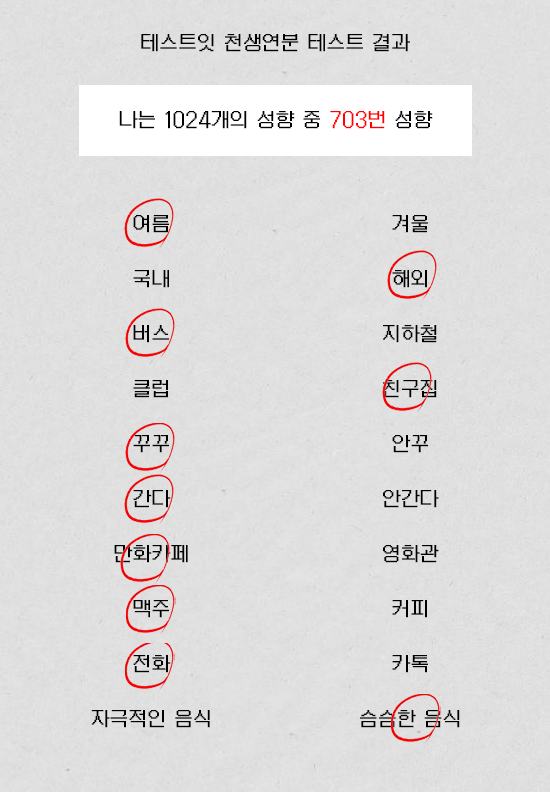 테스트잇 천생연분 테스트 결과
나는 1024개의 성향 중 703번 성향
여름 겨울
국내 해외
버스 지하철
클럽 친구집
꾸꾸 안꾸
간다 안간다
만화카페 영화관
맥주 커피
전화 카톡
자극적인 음식 슴슴한 음식